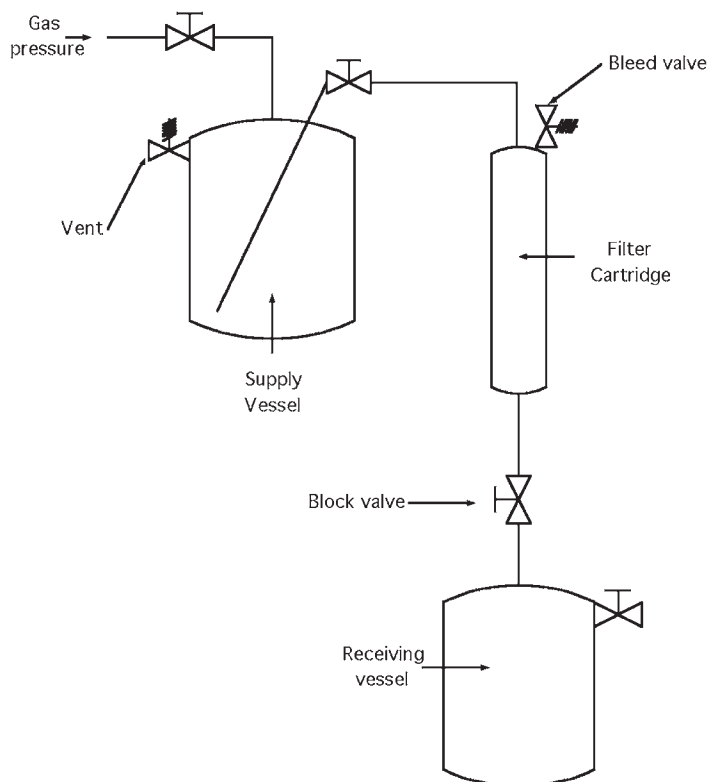 Gas
pressure
Bleed valve
Vent
Filter
Cartridge
Supply
Vessel
Block valve
Receiving
vessel